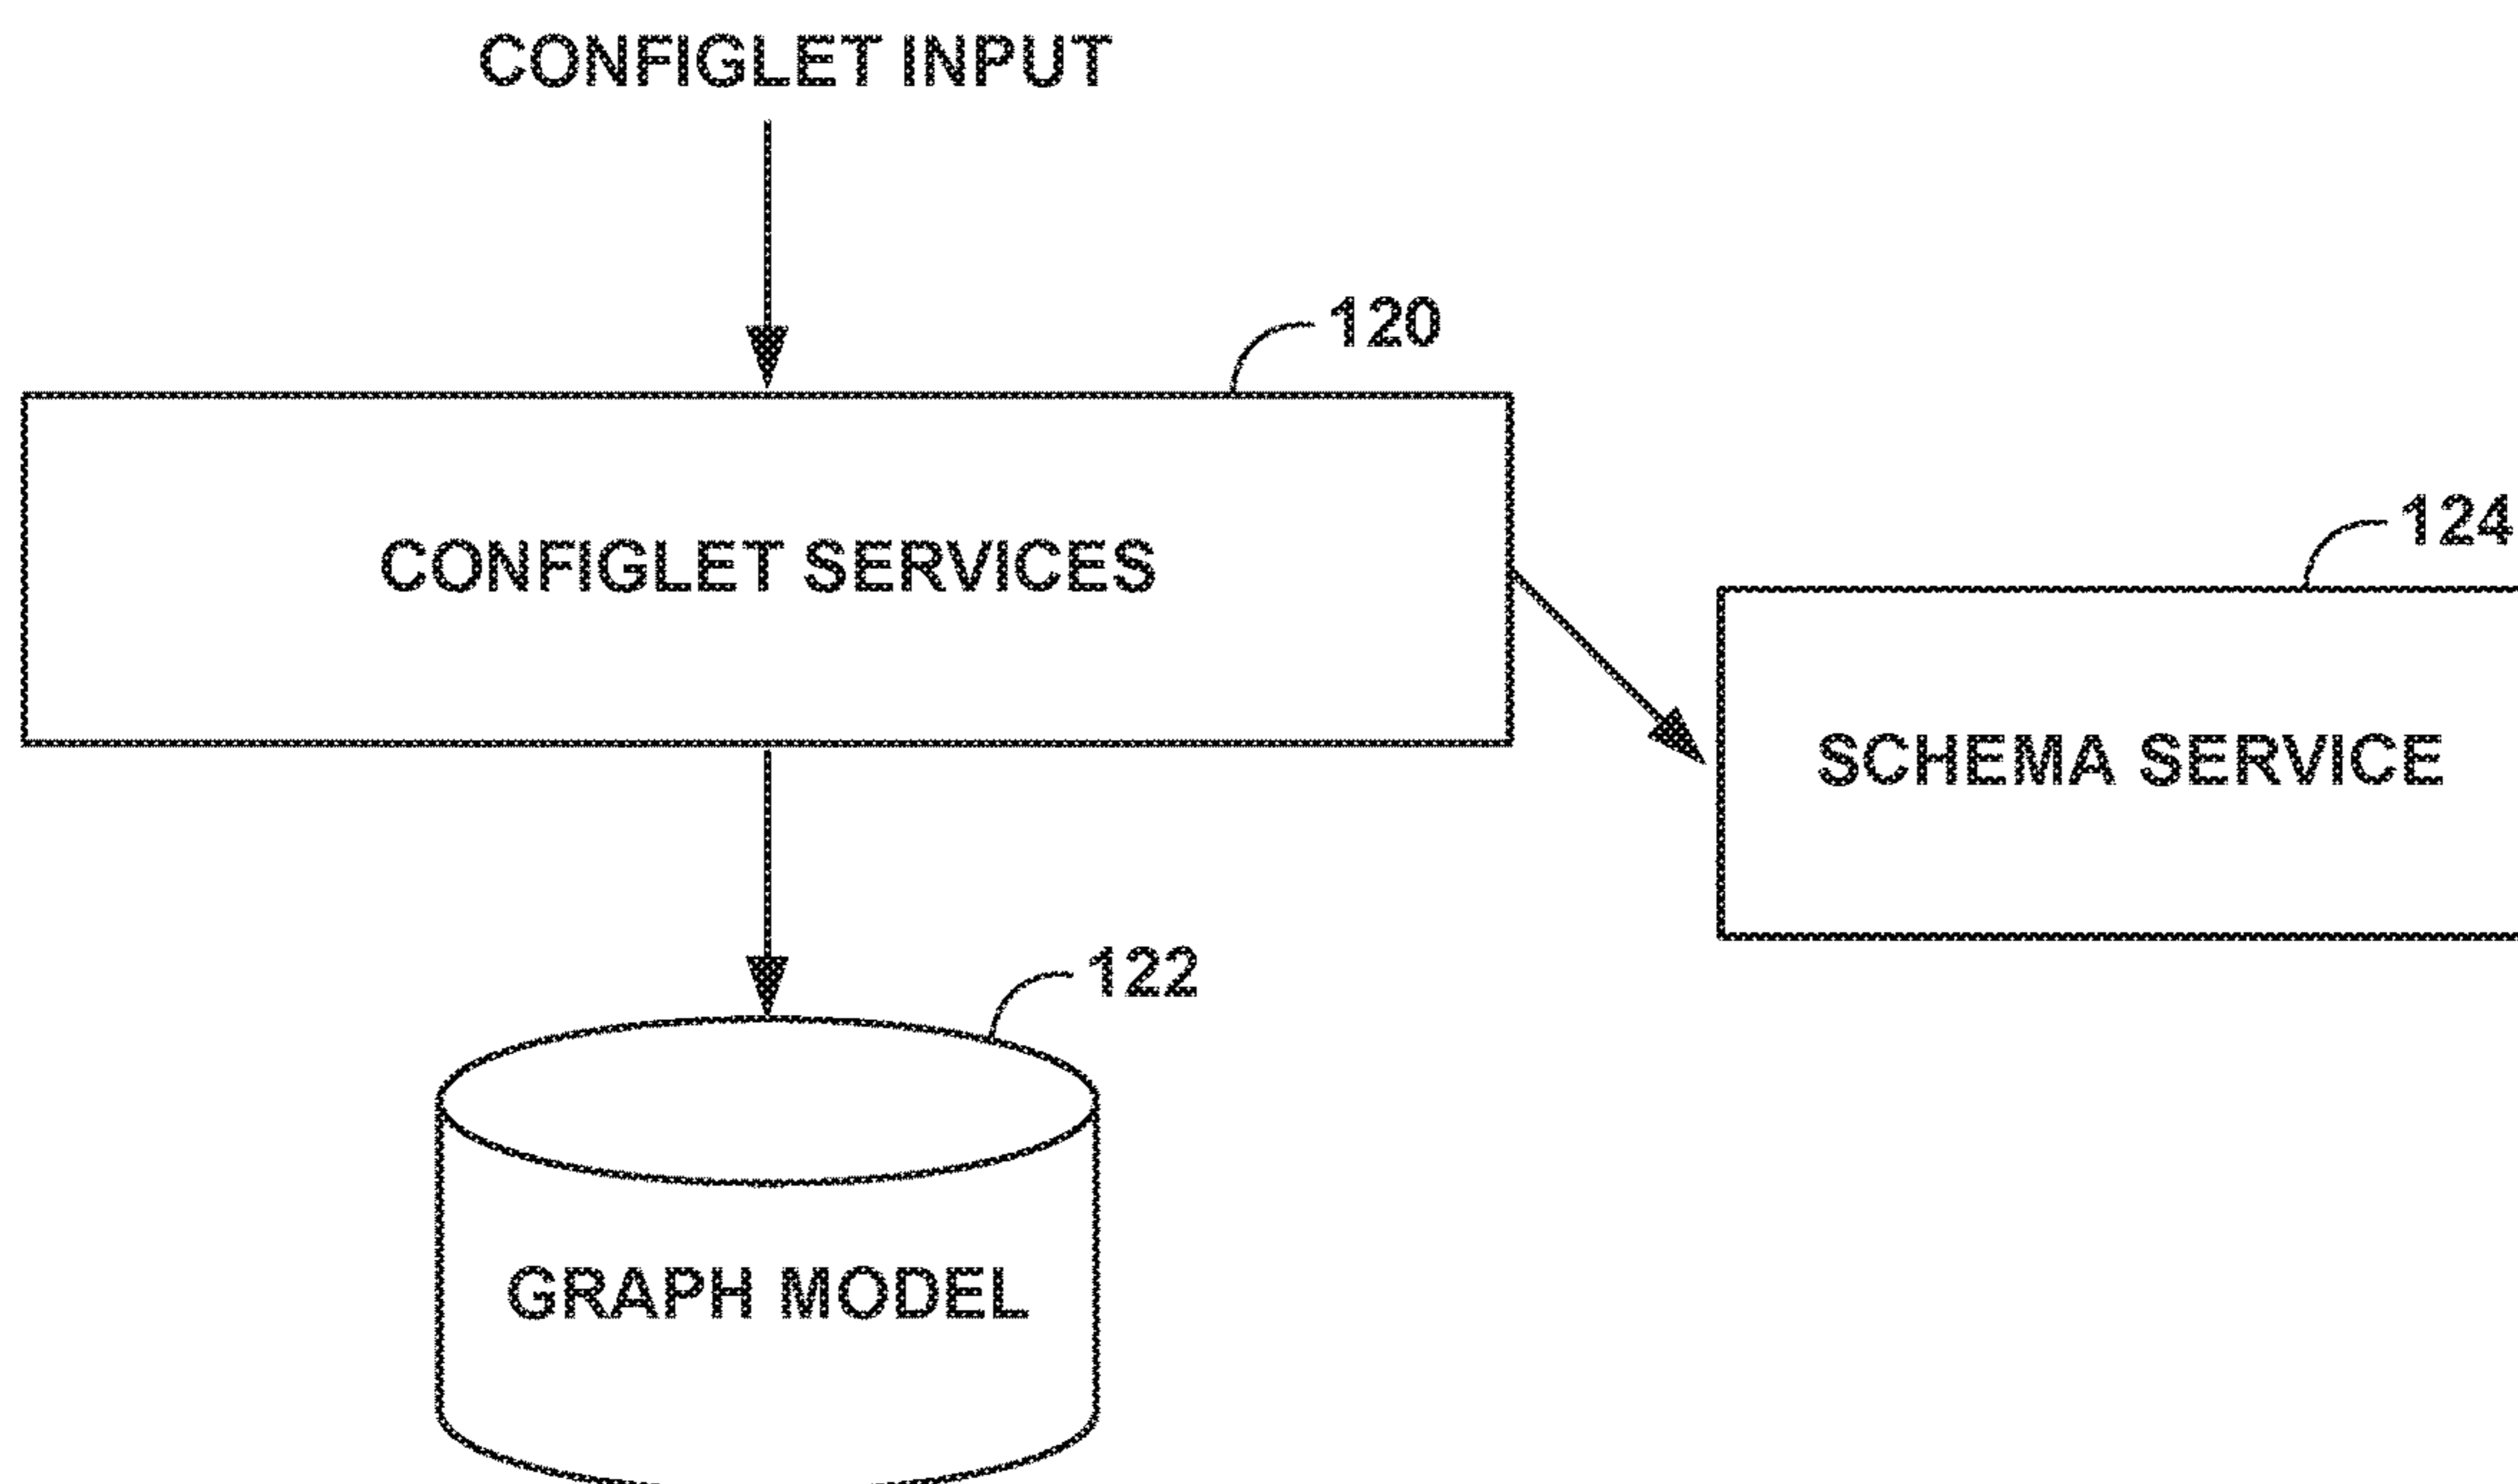 CONFIGLET INPUT
120
CONFIGLET SERVICES
124
SCHEMA SERVICE
122
GRAPH MODEL